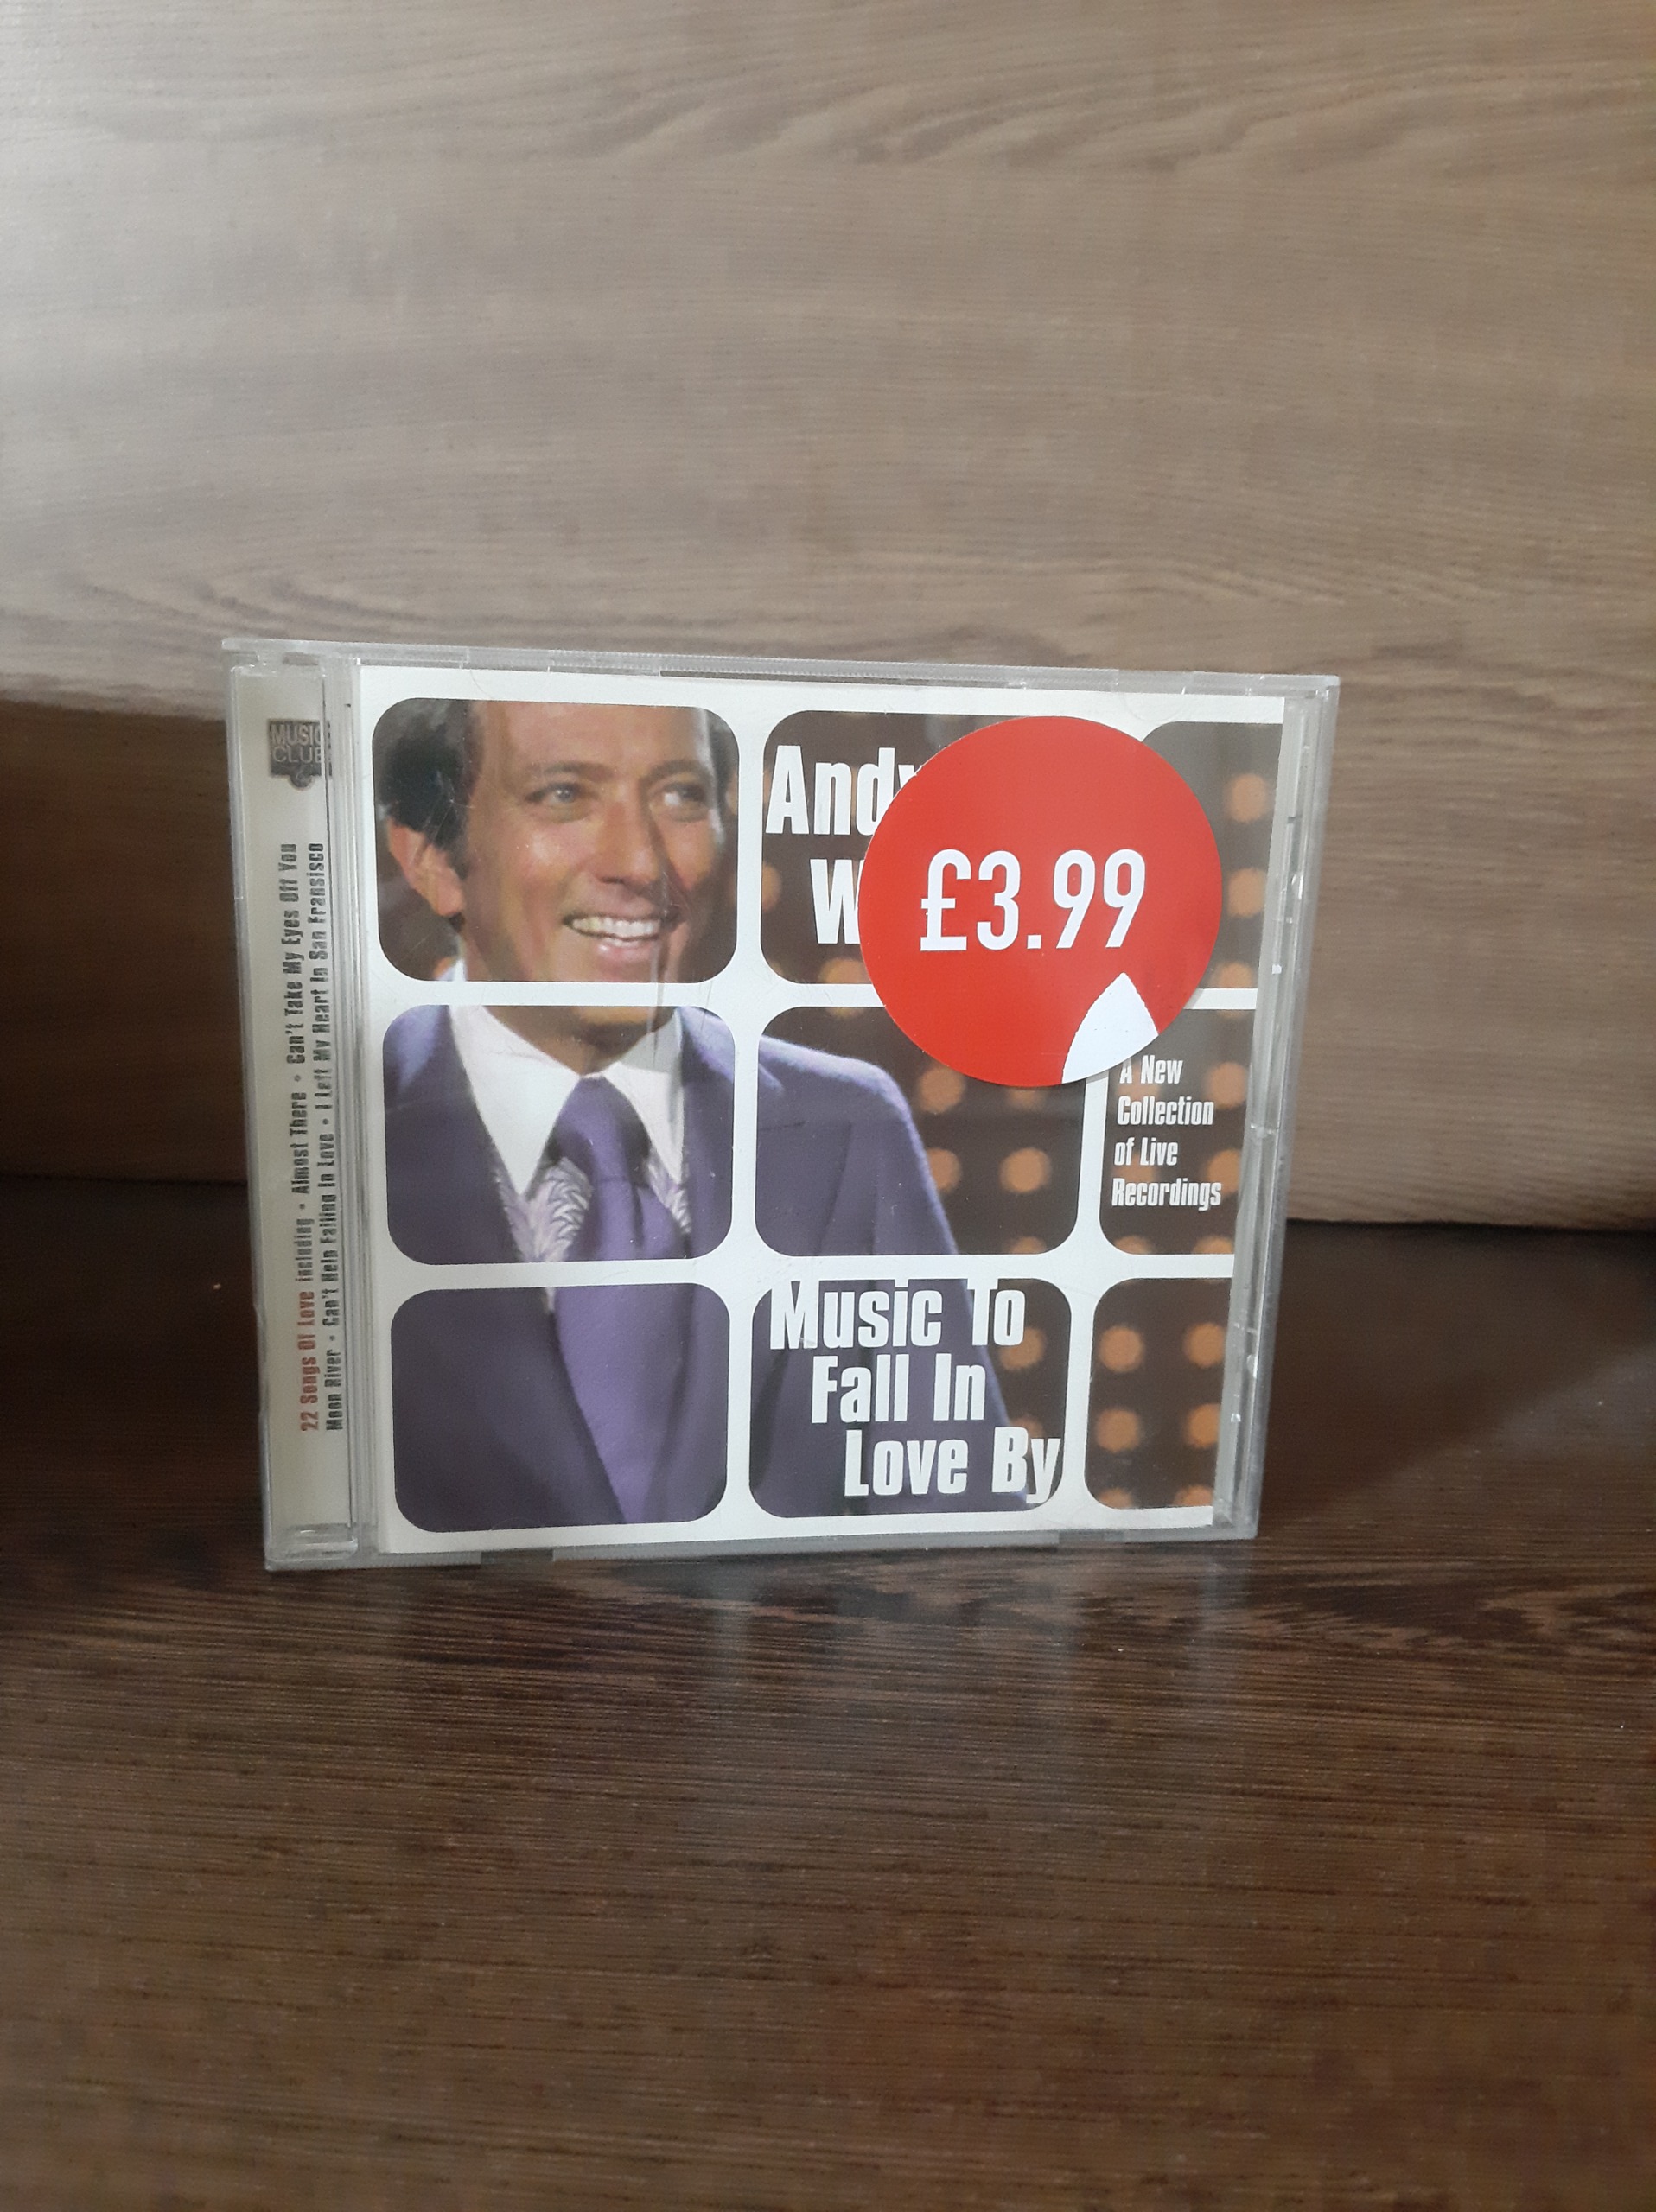 MUSIC
CLUB
22 Songs Of Love including • Almost There • Can't Take My Eyes Off You
Moon River • Can't Help Falling In Love • I Left My Heart In San Fransisco
Andy
W
£3.99
A New
Collection
of Live
Recordings
Music To
Fall In
Love By